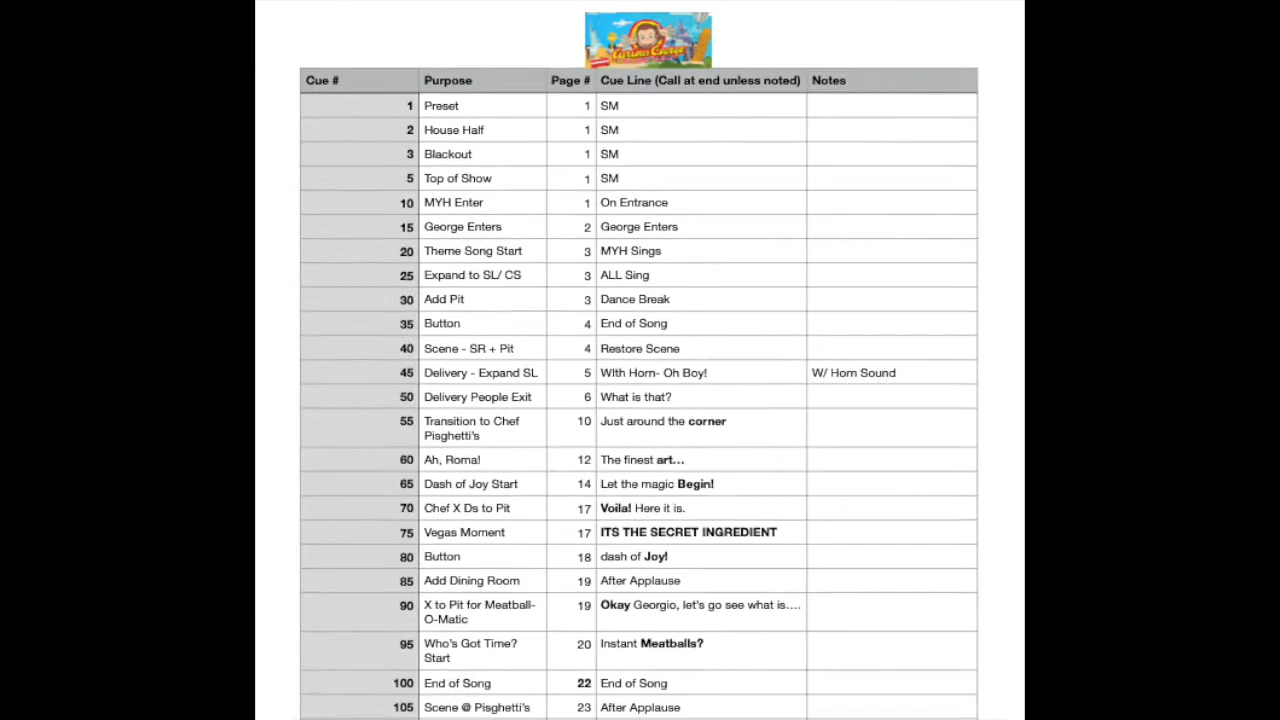 Curious George
Cue # Purpose Page # Cue Line (Call at end unless noted) Notes
1 Preset 1 SM
2 House Half 1 SM
3 Blackout 1 SM
5 Top of Show 1 SM
10 MYH Enter 1 On Entrance
15 George Enters 2 George Enters
20 Theme Song Start 3 MYH Sings
25 Expand to SL/ CS 3 ALL Sing
30 Add Pit 3 Dance Break
35 Button 4 End of Song
40 Scene - SR + Pit 4 Restore Scene
45 Delivery - Expand SL 5 WIth Horn- Oh Boy! W/ Horn Sound
50 Delivery People Exit 6 What is that?
55 Transition to Chef 10 Just around the corner
Pisghetti's
60 Ah, Roma! 12 The finest art...
65 Dash of Joy Start 14 Let the magic Begin!
70 Chef X Ds to Pit 17 Voila! Here it is.
75 Vegas Moment 17 ITS THE SECRET INGREDIENT
80 Button 18 dash of Joy!
85 Add Dining Room 19 After Applause
90 X to Pit for Meatball- 19 Okay Georgio, let's go see what is....
O-Matic
95 Who's Got Time? 20 Instant Meatballs?
Start
100 End of Song 22 End of Song
105 Scene @ Pisghetti's 23 After Applause